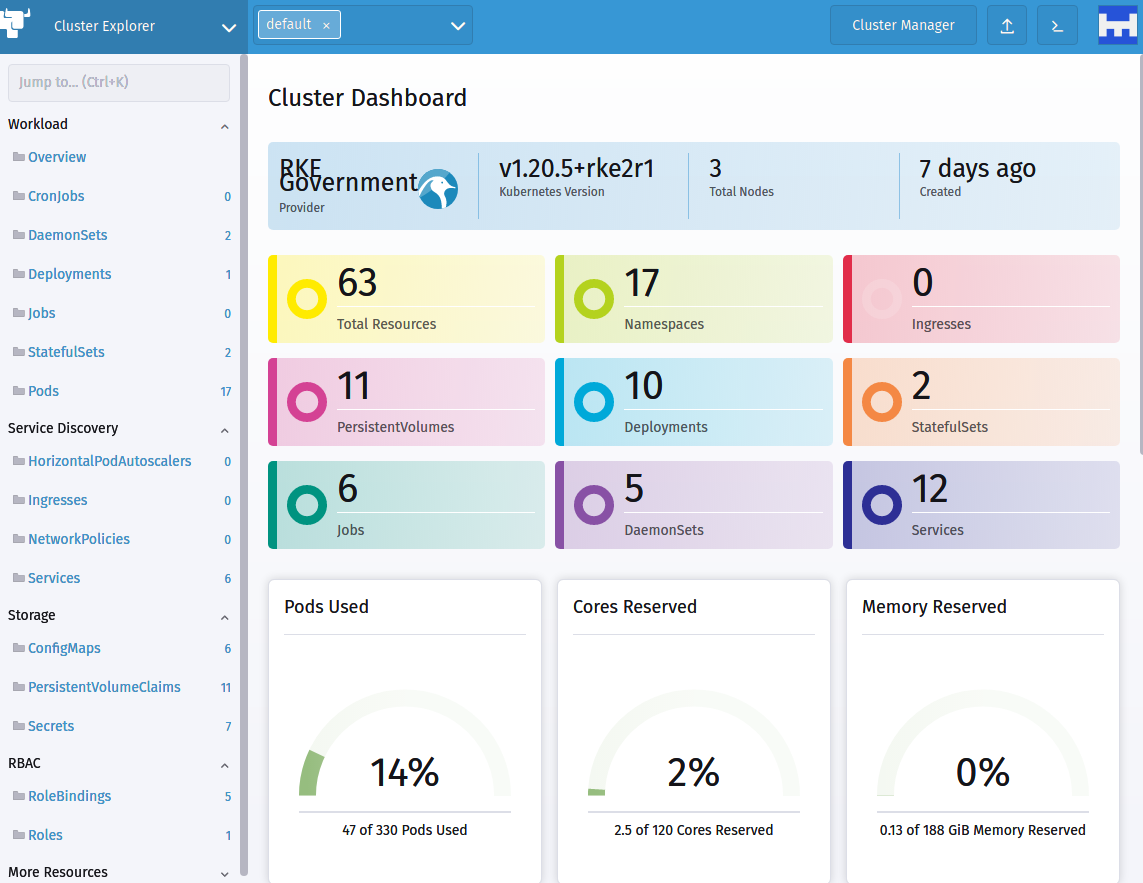 Cluster Explorer
default ×
Cluster Manager
Jump to... (Ctrl+K)
Workload
Overview
CronJobs 0
DaemonSets 2
Deployments 1
Jobs 0
StatefulSets 2
Pods 17
Service Discovery
HorizontalPodAutoscalers 0
Ingresses 0
NetworkPolicies 0
Services 6
Storage
ConfigMaps 6
PersistentVolumeClaims 11
Secrets 7
RBAC
RoleBindings 5
Roles 1
More Resources
Cluster Dashboard
RKE
Government
Provider
v1.20.5+rke2r1
Kubernetes Version
3
Total Nodes
7 days ago
Created
63
Total Resources
17
Namespaces
0
Ingresses
11
PersistentVolumes
10
Deployments
2
StatefulSets
6
Jobs
5
DaemonSets
12
Services
Pods Used
14%
47 of 330 Pods Used
Cores Reserved
2%
2.5 of 120 Cores Reserved
Memory Reserved
0%
0.13 of 188 GiB Memory Reserved